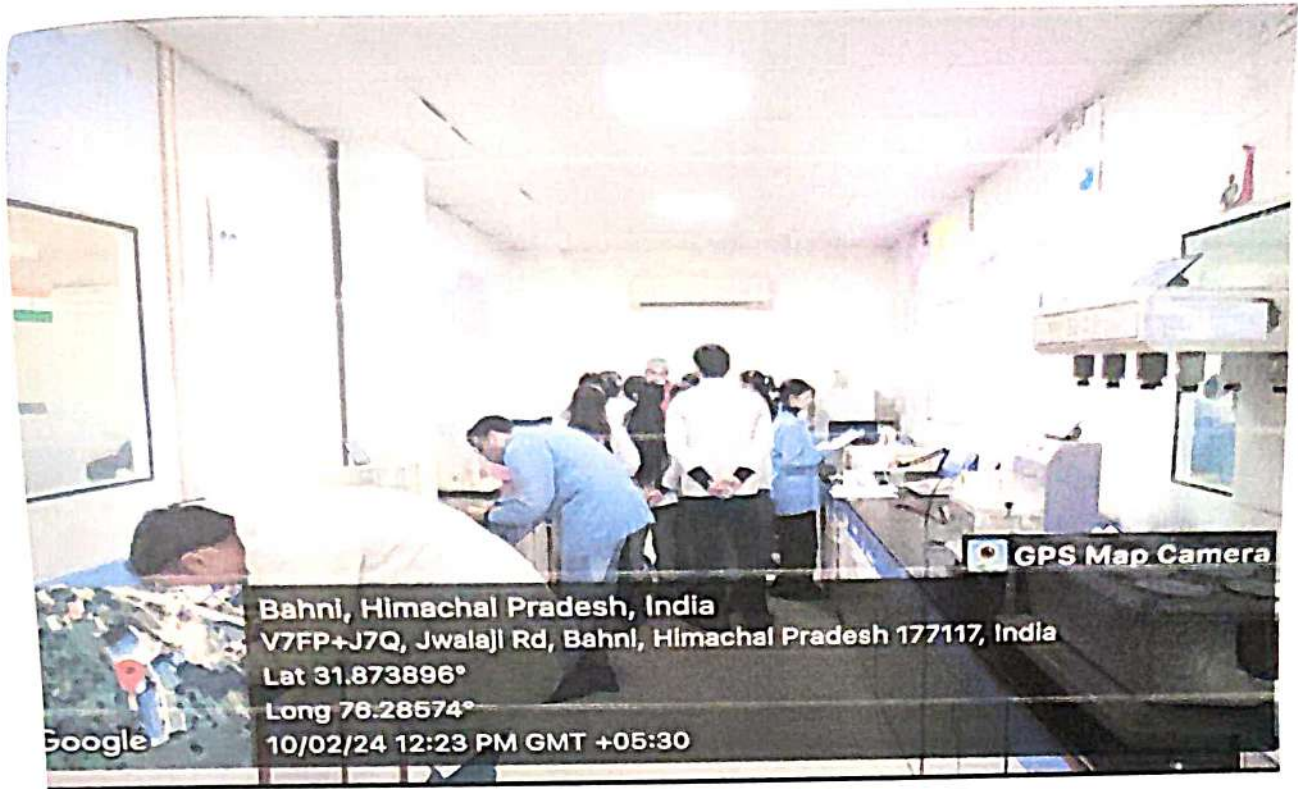 GPS Map Camera
Bahni, Himachal Pradesh, India
V7FP+J7Q, Jwalaji Rd, Bahni, Himachal Pradesh 177117, India
Lat 31.873896°
Long 76.28574°
10/02/24 12:23 PM GMT +05:30
Google